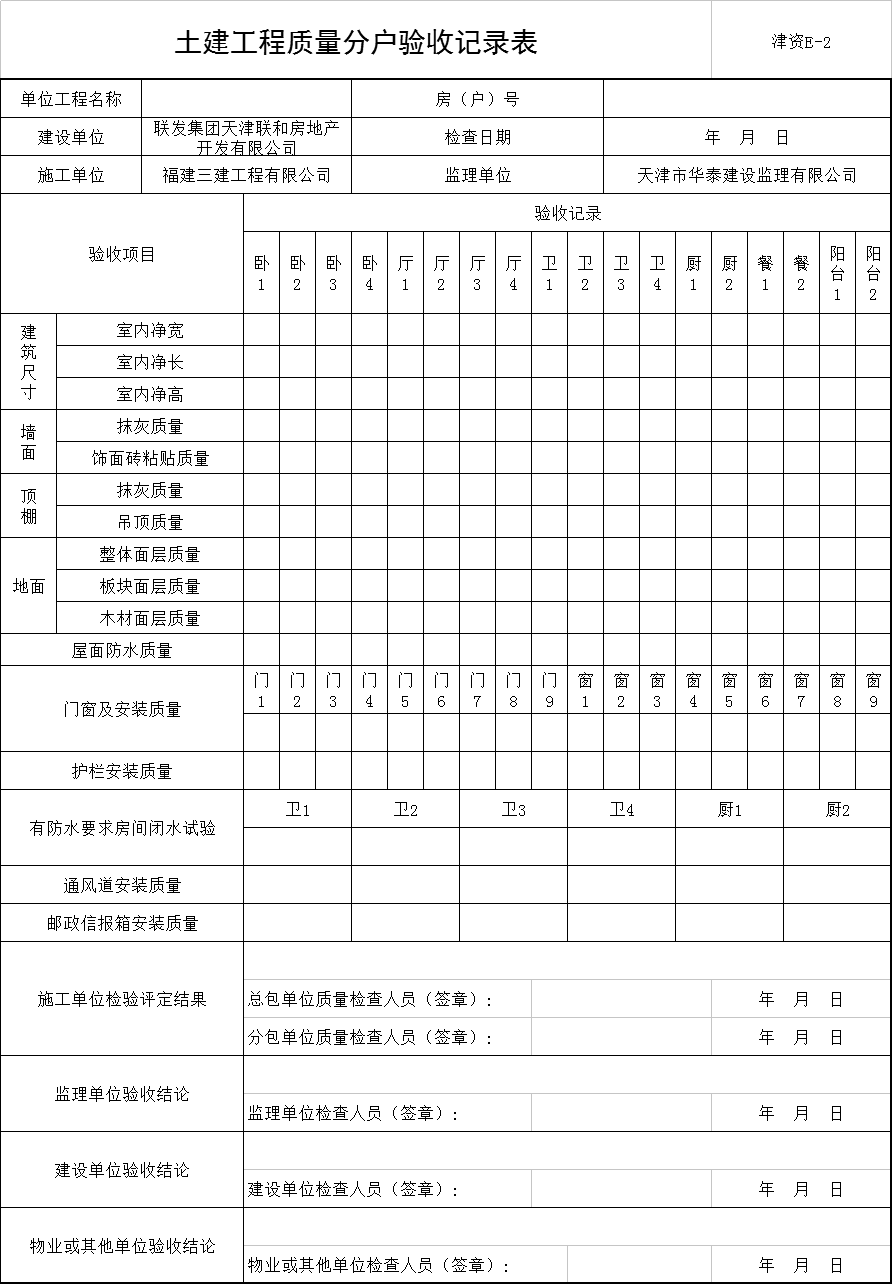 土建工程质量分户验收记录表
津资E-2
单位工程名称
房（户）号
建设单位
联发集团天津联和房地产
开发有限公司
检查日期
年 月 日
施工单位
福建三建工程有限公司
监理单位
天津市华泰建设监理有限公司
验收项目
验收记录
卧1 卧2 卧3 卧4 厅1 厅2 厅3 厅4 卫1 卫2 卫3 卫4 厨1 厨2 餐1 餐2 阳台1 阳台2
建筑尺寸
室内净宽
室内净长
室内净高
墙面
抹灰质量
饰面砖粘贴质量
顶棚
抹灰质量
吊顶质量
地面
整体面层质量
板块面层质量
木材面层质量
屋面防水质量
门窗及安装质量
门1 门2 门3 门4 门5 门6 门7 门8 门9 窗1 窗2 窗3 窗4 窗5 窗6 窗7 窗8 窗9
护栏安装质量
有防水要求房间闭水试验
卫1 卫2 卫3 卫4 厨1 厨2
通风道安装质量
邮政信报箱安装质量
施工单位检验评定结果
总包单位质量检查人员（签章）：
年 月 日
分包单位质量检查人员（签章）：
年 月 日
监理单位验收结论
监理单位检查人员（签章）：
年 月 日
建设单位验收结论
建设单位检查人员（签章）：
年 月 日
物业或其他单位验收结论
物业或其他单位检查人员（签章）：
年 月 日